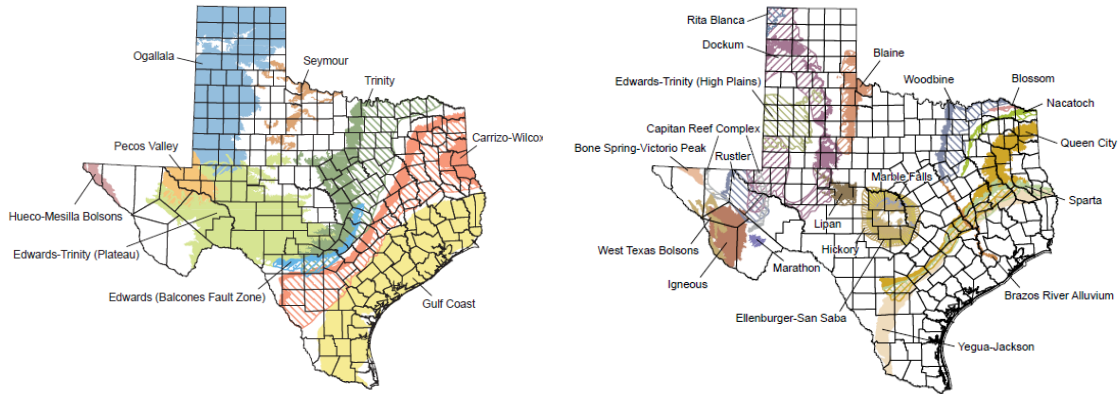 Ogallala
Seymour
Trinity
Carrizo-Wilcox
Pecos Valley
Hueco-Mesilla Bolsons
Edwards-Trinity (Plateau)
Edwards (Balcones Fault Zone)
Gulf Coast
Rita Blanca
Dockum
Blaine
Edwards-Trinity (High Plains)
Woodbine
Blossom
Nacatoch
Capitan Reef Complex
Queen City
Bone Spring-Victorio Peak
Rustler
Marble Falls
Sparta
Lipan
West Texas Bolsons
Hickory
Marathon
Igneous
Brazos River Alluvium
Ellenburger-San Saba
Yegua-Jackson